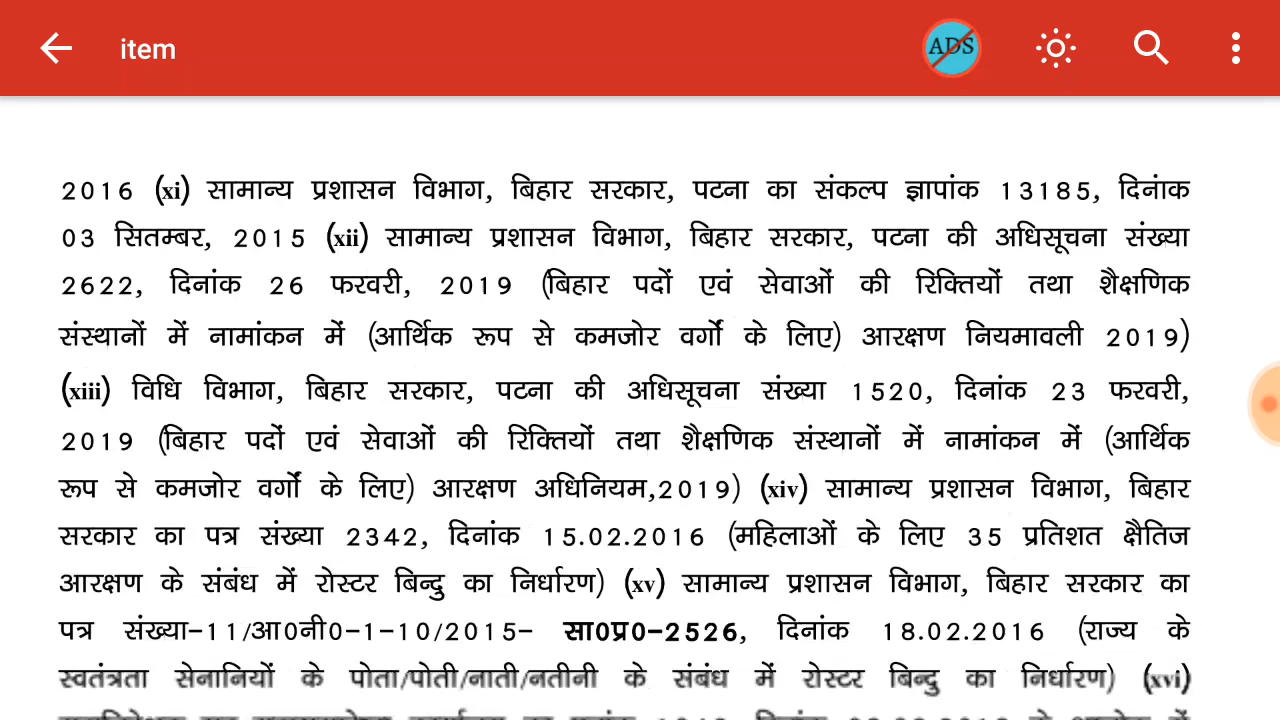 item
ADS
2016 (xi) सामान्य प्रशासन विभाग, बिहार सरकार, पटना का संकल्प ज्ञापांक 13185, दिनांक
03 सितम्बर, 2015 (xii) सामान्य प्रशासन विभाग, बिहार सरकार, पटना की अधिसूचना संख्या
2622, दिनांक 26 फरवरी, 2019 (बिहार पदों एवं सेवाओं की रिक्तियों तथा शैक्षणिक
संस्थानों में नामांकन में (आर्थिक रूप से कमजोर वर्गों के लिए) आरक्षण नियमावली 2019)
(xiii) विधि विभाग, बिहार सरकार, पटना की अधिसूचना संख्या 1520, दिनांक 23 फरवरी,
2019 (बिहार पदों एवं सेवाओं की रिक्तियों तथा शैक्षणिक संस्थानों में नामांकन में (आर्थिक
रूप से कमजोर वर्गों के लिए) आरक्षण अधिनियम,2019) (xiv) सामान्य प्रशासन विभाग, बिहार
सरकार का पत्र संख्या 2342, दिनांक 15.02.2016 (महिलाओं के लिए 35 प्रतिशत क्षैतिज
आरक्षण के संबंध में रोस्टर बिन्दु का निर्धारण) (xv) सामान्य प्रशासन विभाग, बिहार सरकार का
पत्र संख्या-11/आ0नी0-1-10/2015- सा0प्र0-2526, दिनांक 18.02.2016 (राज्य के
स्वतंत्रता सेनानियों के पोता/पोती/नाती/नतीनी के संबंध में रोस्टर बिन्दु का निर्धारण) (xvi)